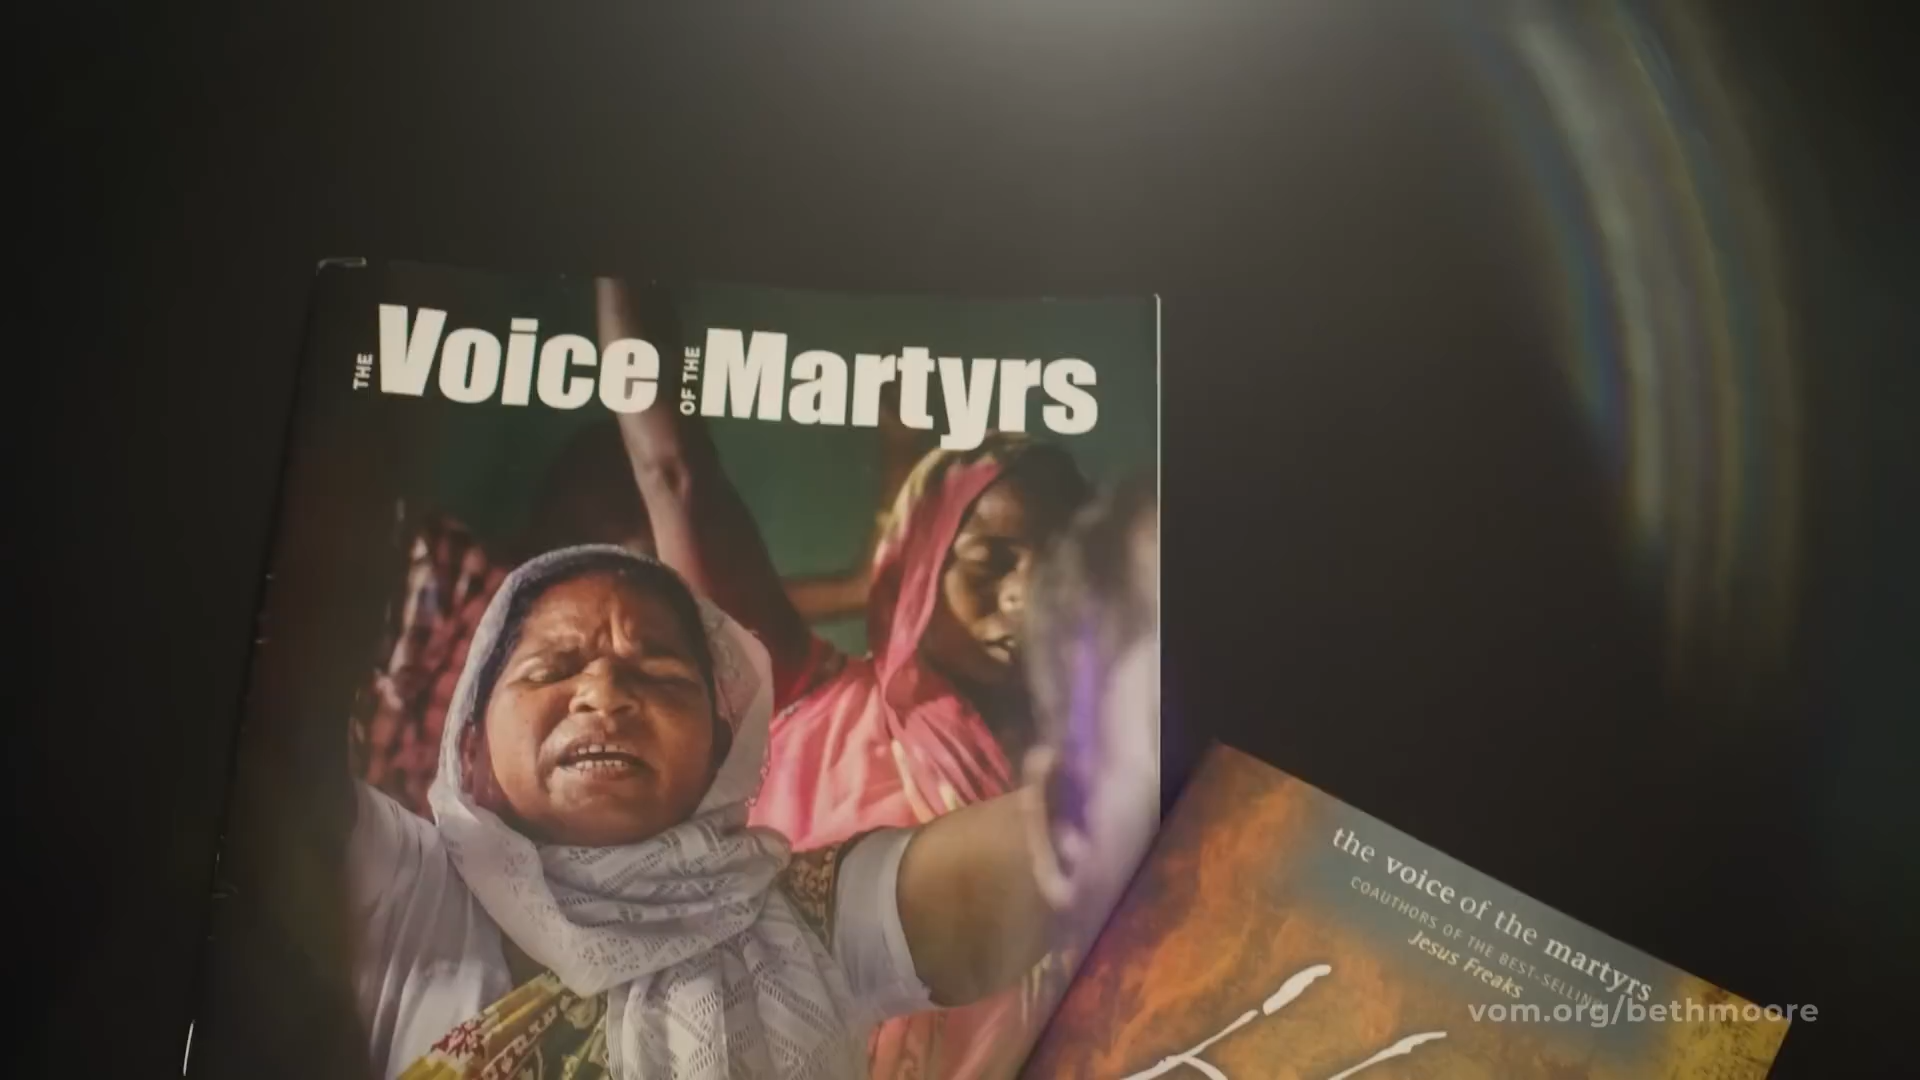 THE Voice OF THE Martyrs
the voice of the martyrs
COAUTHORS OF THE BEST-SELLING
Jesus Freaks
vom.org/bethmoore